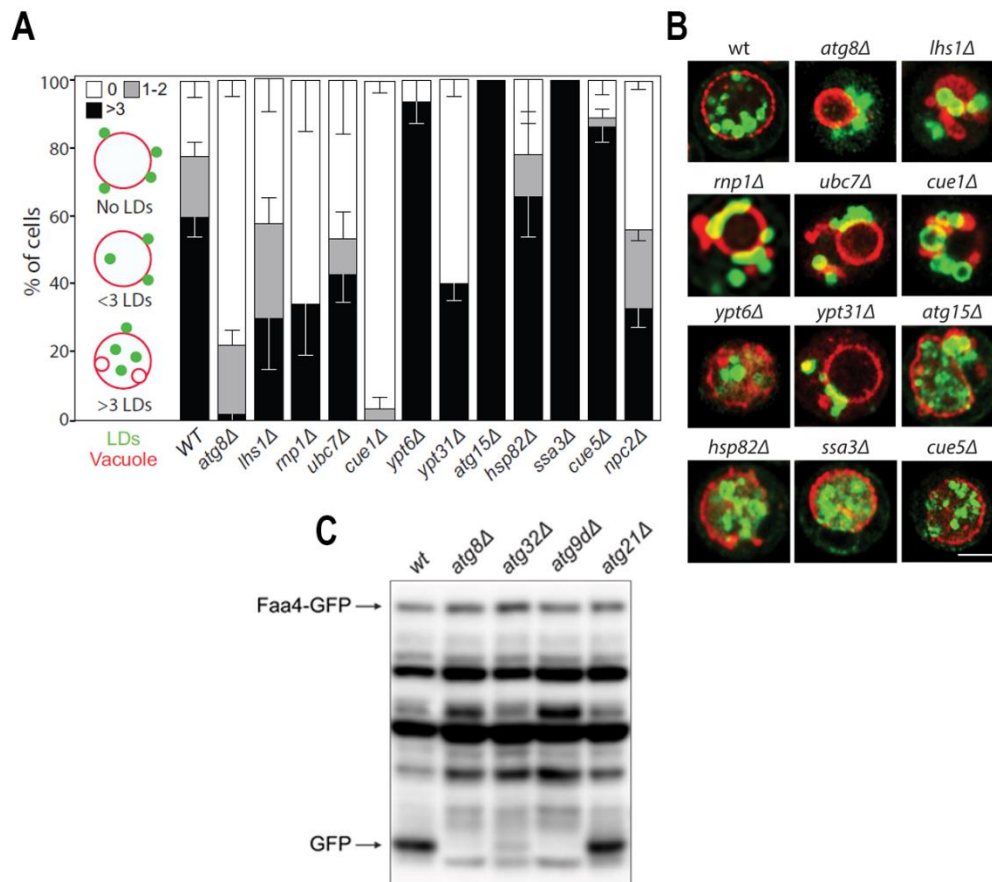 A
% of cells
100
80
60
40
20
0
0 1-2
>3
No LDs
<3 LDs
>3 LDs
LDs
Vacuole
WT
atg8Δ
lhs1Δ
rnp1Δ
ubc7Δ
cue1Δ
ypt6Δ
ypt31Δ
atg15Δ
hsp82Δ
ssa3Δ
cue5Δ
npc2Δ
B
wt atg8Δ lhs1Δ
rnp1Δ ubc7Δ cue1Δ
ypt6Δ ypt31Δ atg15Δ
hsp82Δ ssa3Δ cue5Δ
C
wt
atg8Δ
atg32Δ
atg9dΔ
atg21Δ
Faa4-GFP
GFP